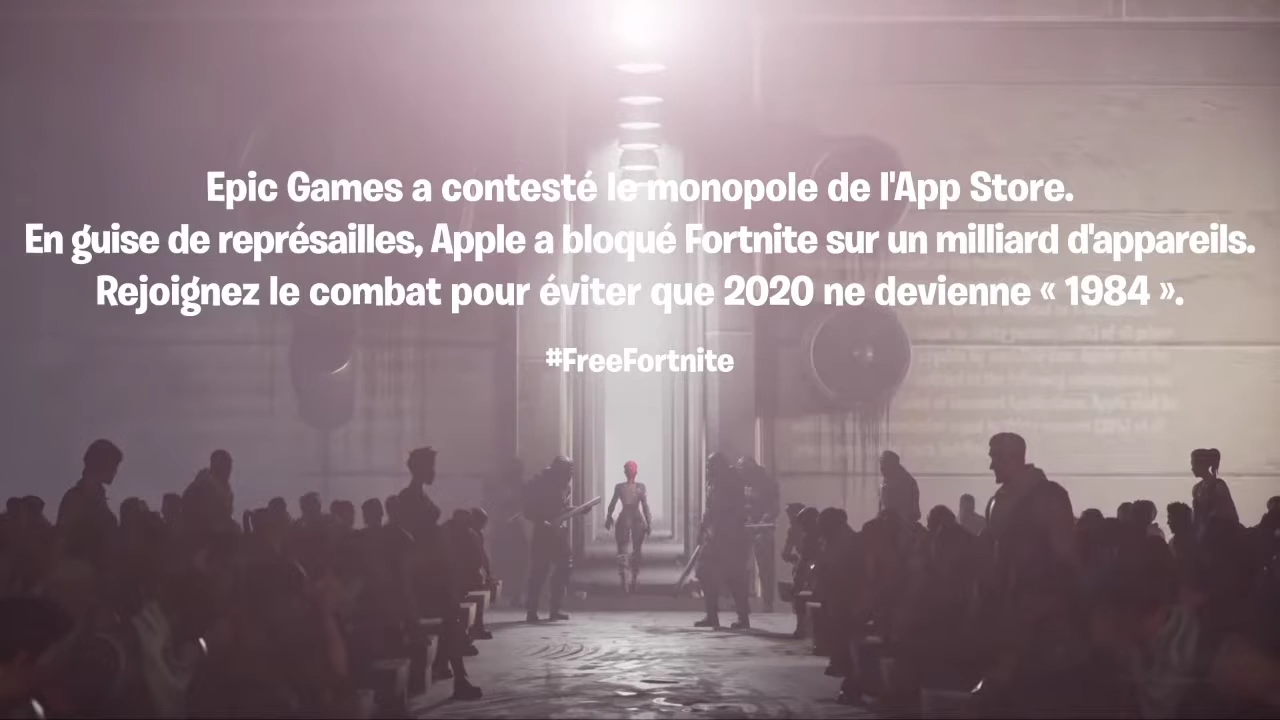 Epic Games a contesté le monopole de l'App Store.
En guise de représailles, Apple a bloqué Fortnite sur un milliard d'appareils.
Rejoignez le combat pour éviter que 2020 ne devienne « 1984 ».
#FreeFortnite